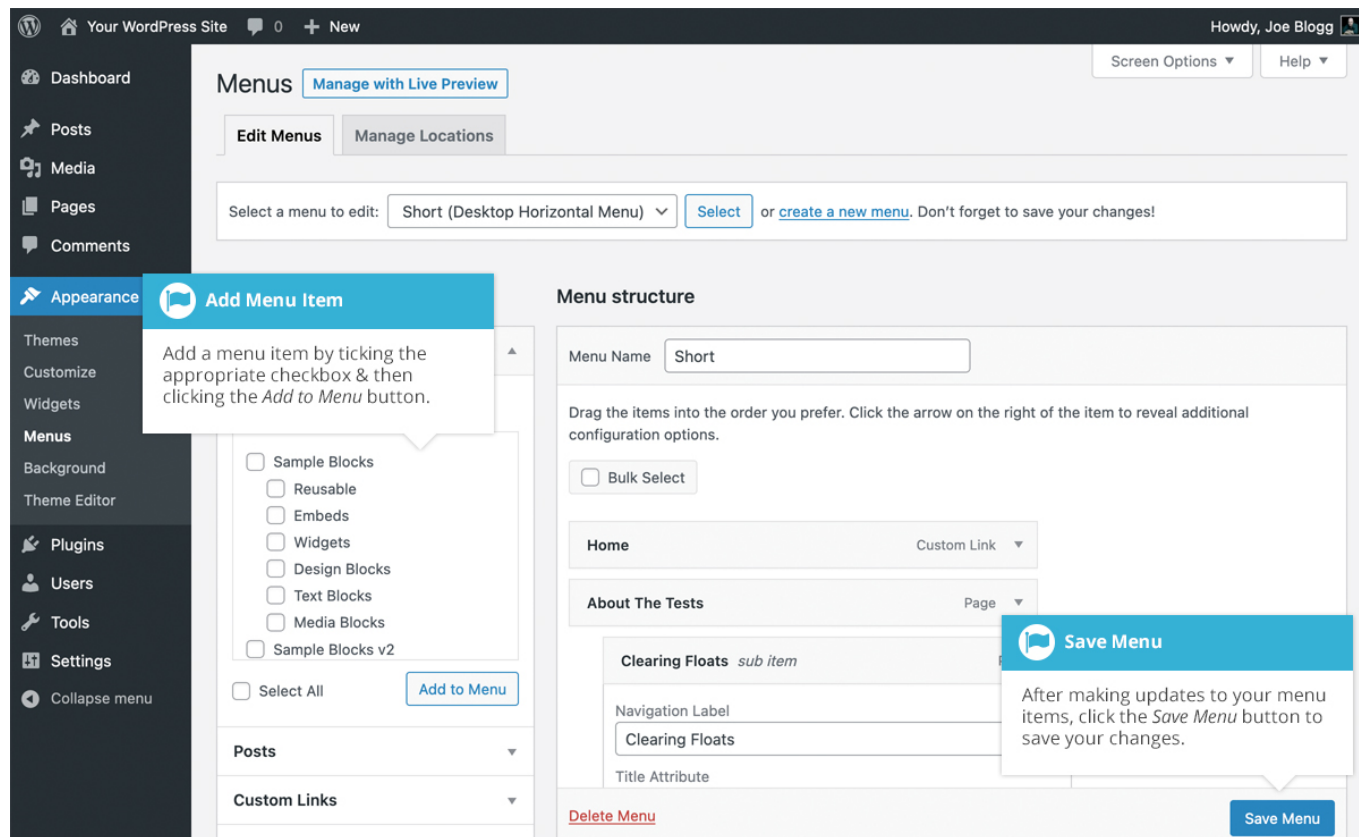 Your WordPress Site 0 + New Howdy, Joe Blogg
Screen Options ▼ Help ▼
Dashboard
Posts
Media
Pages
Comments
Appearance
Themes
Customize
Widgets
Menus
Background
Theme Editor
Plugins
Users
Tools
Settings
Collapse menu
Menus Manage with Live Preview
Edit Menus Manage Locations
Select a menu to edit: Short (Desktop Horizontal Menu) Select or create a new menu. Don't forget to save your changes!
Add Menu Item
Add a menu item by ticking the
appropriate checkbox & then
clicking the Add to Menu button.
Sample Blocks
Reusable
Embeds
Widgets
Design Blocks
Text Blocks
Media Blocks
Sample Blocks v2
Select All Add to Menu
Posts
Custom Links
Menu structure
Menu Name Short
Drag the items into the order you prefer. Click the arrow on the right of the item to reveal additional
configuration options.
Bulk Select
Home Custom Link
About The Tests Page
Clearing Floats sub item
Navigation Label
Clearing Floats
Title Attribute
Save Menu
After making updates to your menu
items, click the Save Menu button to
save your changes.
Delete Menu Save Menu